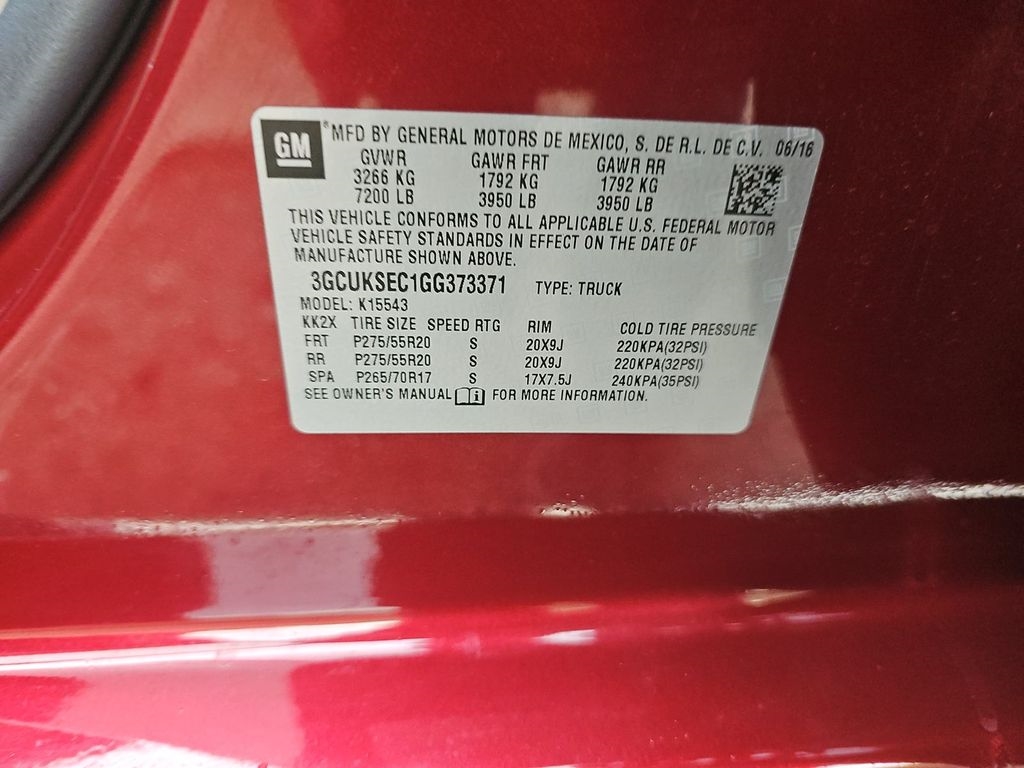 GM ® MFD BY GENERAL MOTORS DE MEXICO, S. DE R.L. DE C.V. 06/16
GVWR GAWR FRT GAWR RR
3266 KG 1792 KG 1792 KG
7200 LB 3950 LB 3950 LB
THIS VEHICLE CONFORMS TO ALL APPLICABLE U.S. FEDERAL MOTOR
VEHICLE SAFETY STANDARDS IN EFFECT ON THE DATE OF
MANUFACTURE SHOWN ABOVE.
3GCUKSEC1GG373371 TYPE: TRUCK
MODEL: K15543
KK2X TIRE SIZE SPEED RTG RIM COLD TIRE PRESSURE
FRT P275/55R20 S 20X9J 220KPA(32PSI)
RR P275/55R20 S 20X9J 220KPA(32PSI)
SPA P265/70R17 S 17X7.5J 240KPA(35PSI)
SEE OWNER'S MANUAL FOR MORE INFORMATION.